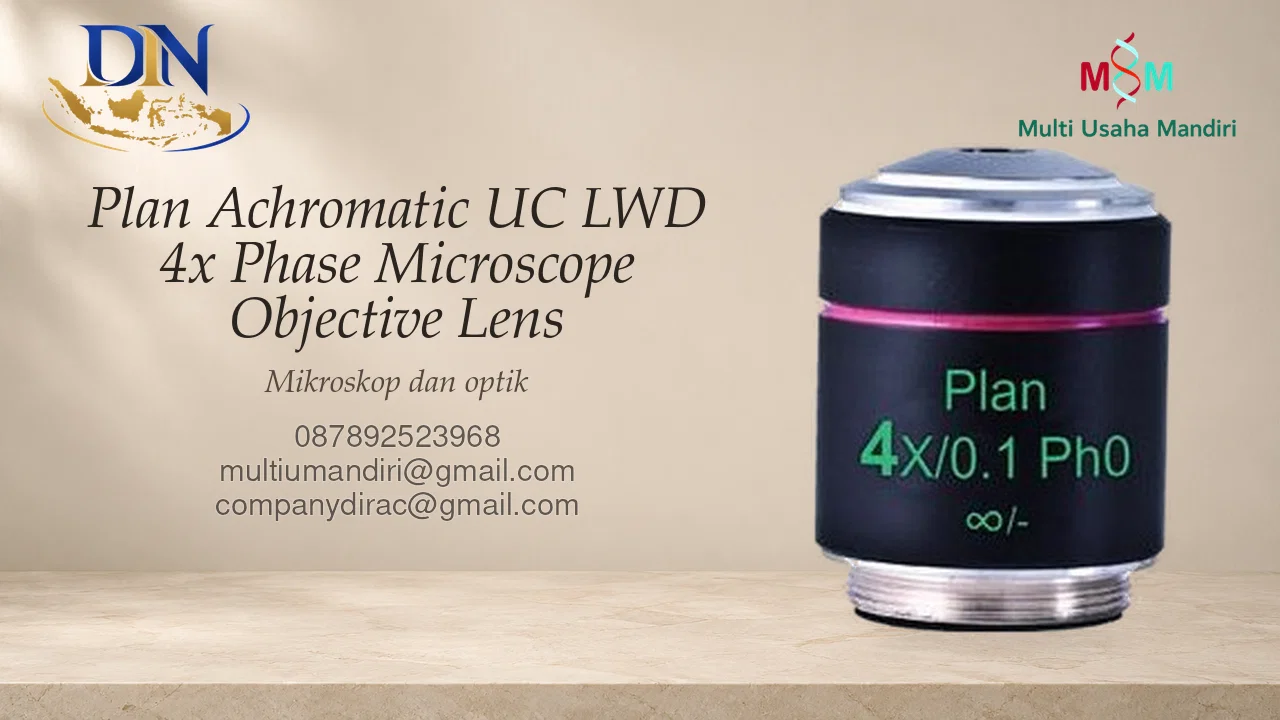 DN
M M
Multi Usaha Mandiri
Plan Achromatic UC LWD
4x Phase Microscope
Objective Lens
Mikroskop dan optik
087892523968
multiumandiri@gmail.com
companydirac@gmail.com
Plan
4X/0.1 Ph0
∞/-